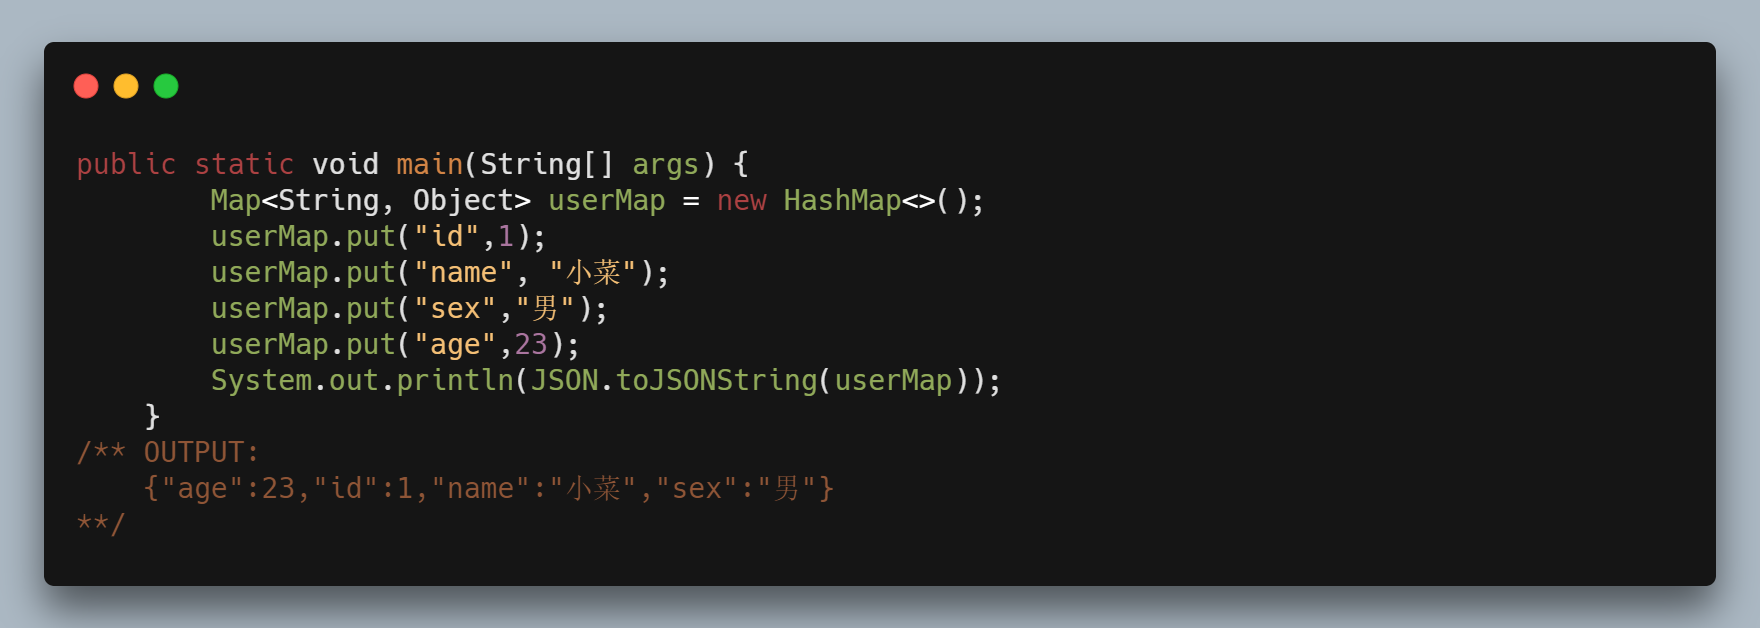 public static void main(String[] args) {
        Map<String, Object> userMap = new HashMap<>();
        userMap.put("id",1);
        userMap.put("name", "小菜");
        userMap.put("sex","男");
        userMap.put("age",23);
        System.out.println(JSON.toJSONString(userMap));
    }
/** OUTPUT:
    {"age":23,"id":1,"name":"小菜","sex":"男"}
**/